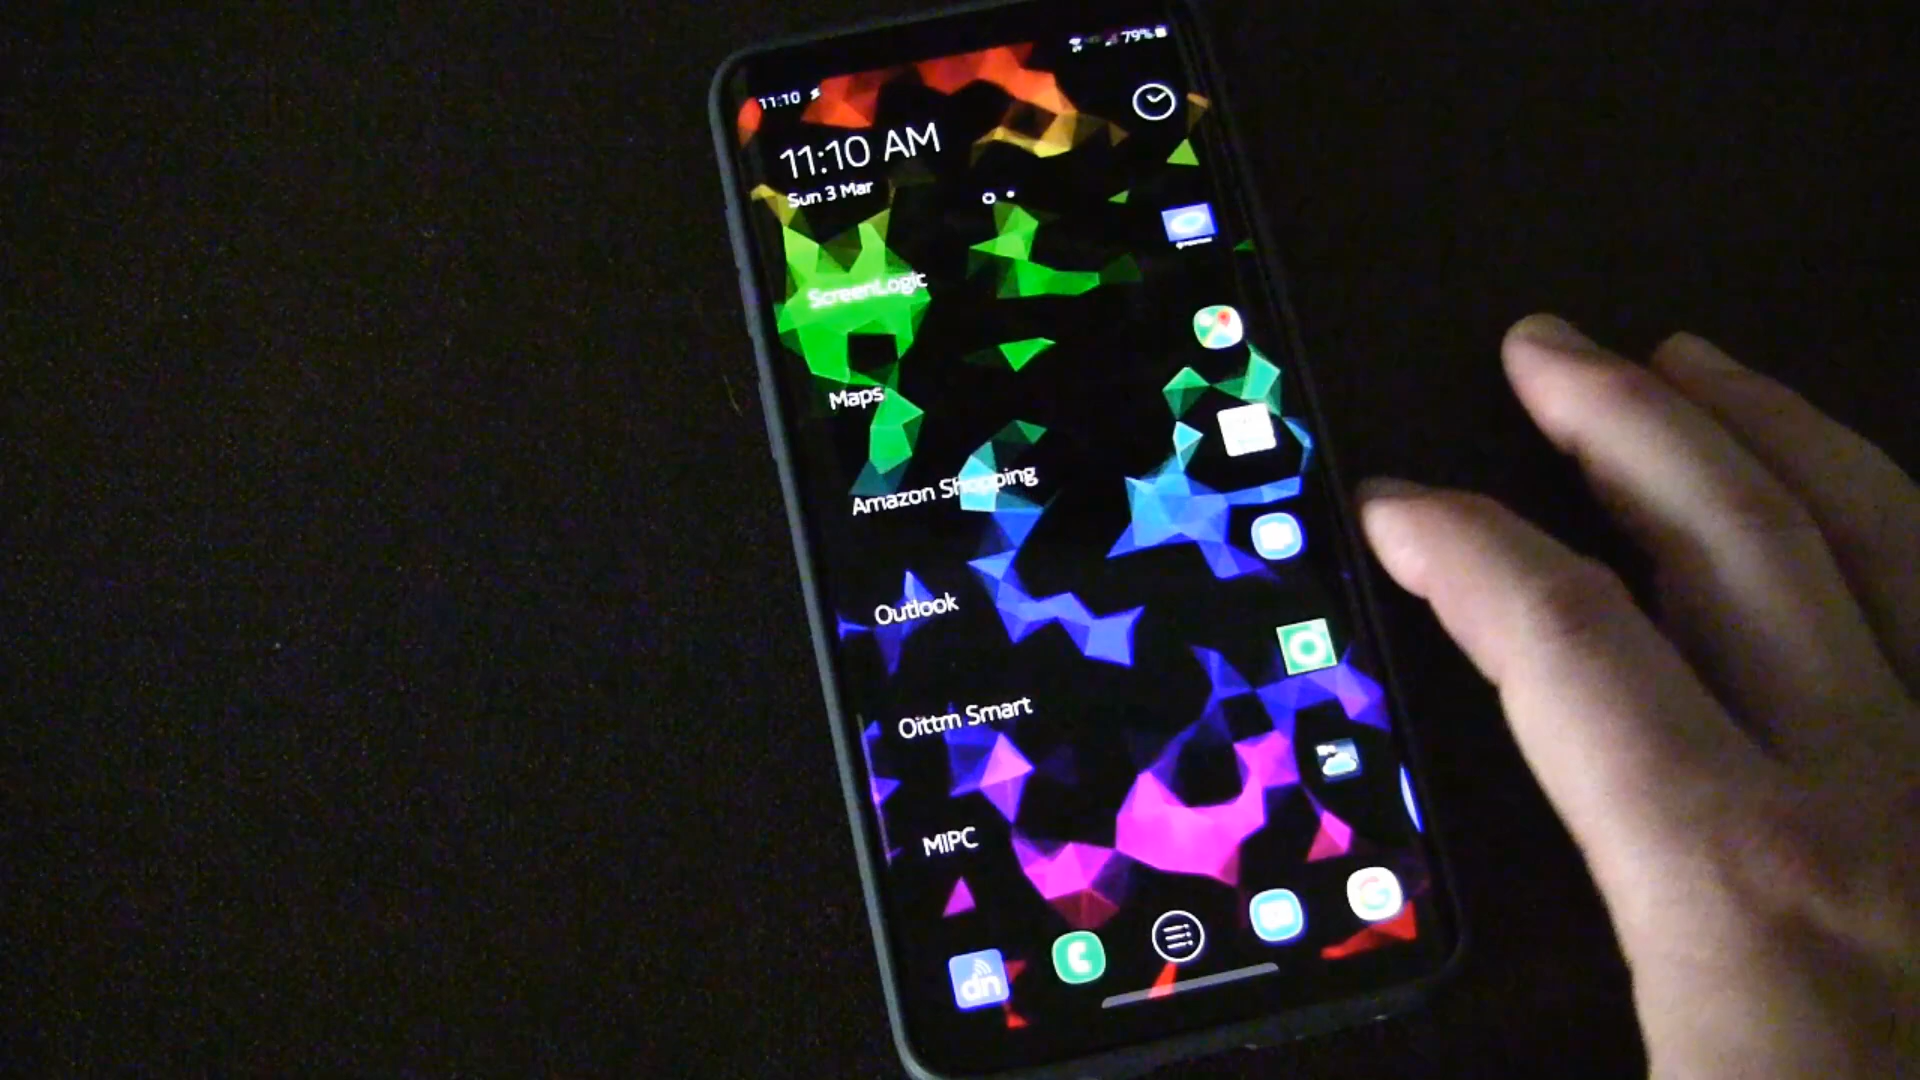 11:10
79%
11:10 AM
Sun 3 Mar
ScreenLogic
Maps
Amazon Shopping
Outlook
Oittm Smart
MIPC
dn
G